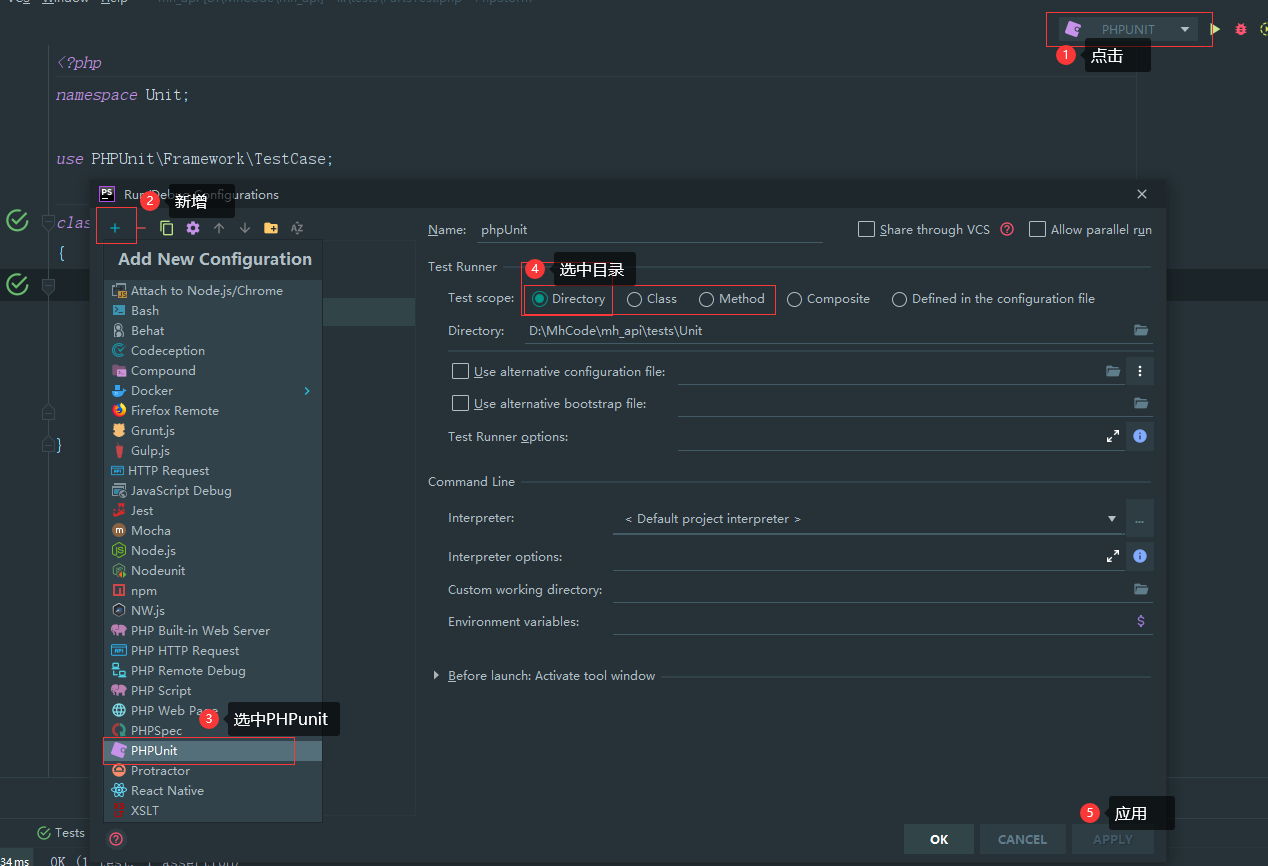 Window Help
PHPUNIT
1 点击
<?php
namespace Unit;
use PHPUnit\Framework\TestCase;
PS Run/Debug Configurations
2 新增
clas
{
}
Add New Configuration
Attach to Node.js/Chrome
Bash
Behat
Codeception
Compound
Docker
Firefox Remote
Grunt.js
Gulp.js
HTTP Request
JavaScript Debug
Jest
Mocha
Node.js
Nodeunit
npm
NW.js
PHP Built-in Web Server
PHP HTTP Request
PHP Remote Debug
PHP Script
PHP Web Page
3 选中PHPunit
PHPSpec
PHPUnit
Protractor
React Native
XSLT
Name: phpUnit
Share through VCS
Allow parallel run
Test Runner
4 选中目录
Test scope: Directory Class Method Composite Defined in the configuration file
Directory: D:\MhCode\mh_api\tests\Unit
Use alternative configuration file:
Use alternative bootstrap file:
Test Runner options:
Command Line
Interpreter: < Default project interpreter > ...
Interpreter options:
Custom working directory:
Environment variables: $
Before launch: Activate tool window
5 应用
OK CANCEL APPLY
Tests
34 ms OK (1 test, 1 assertion)